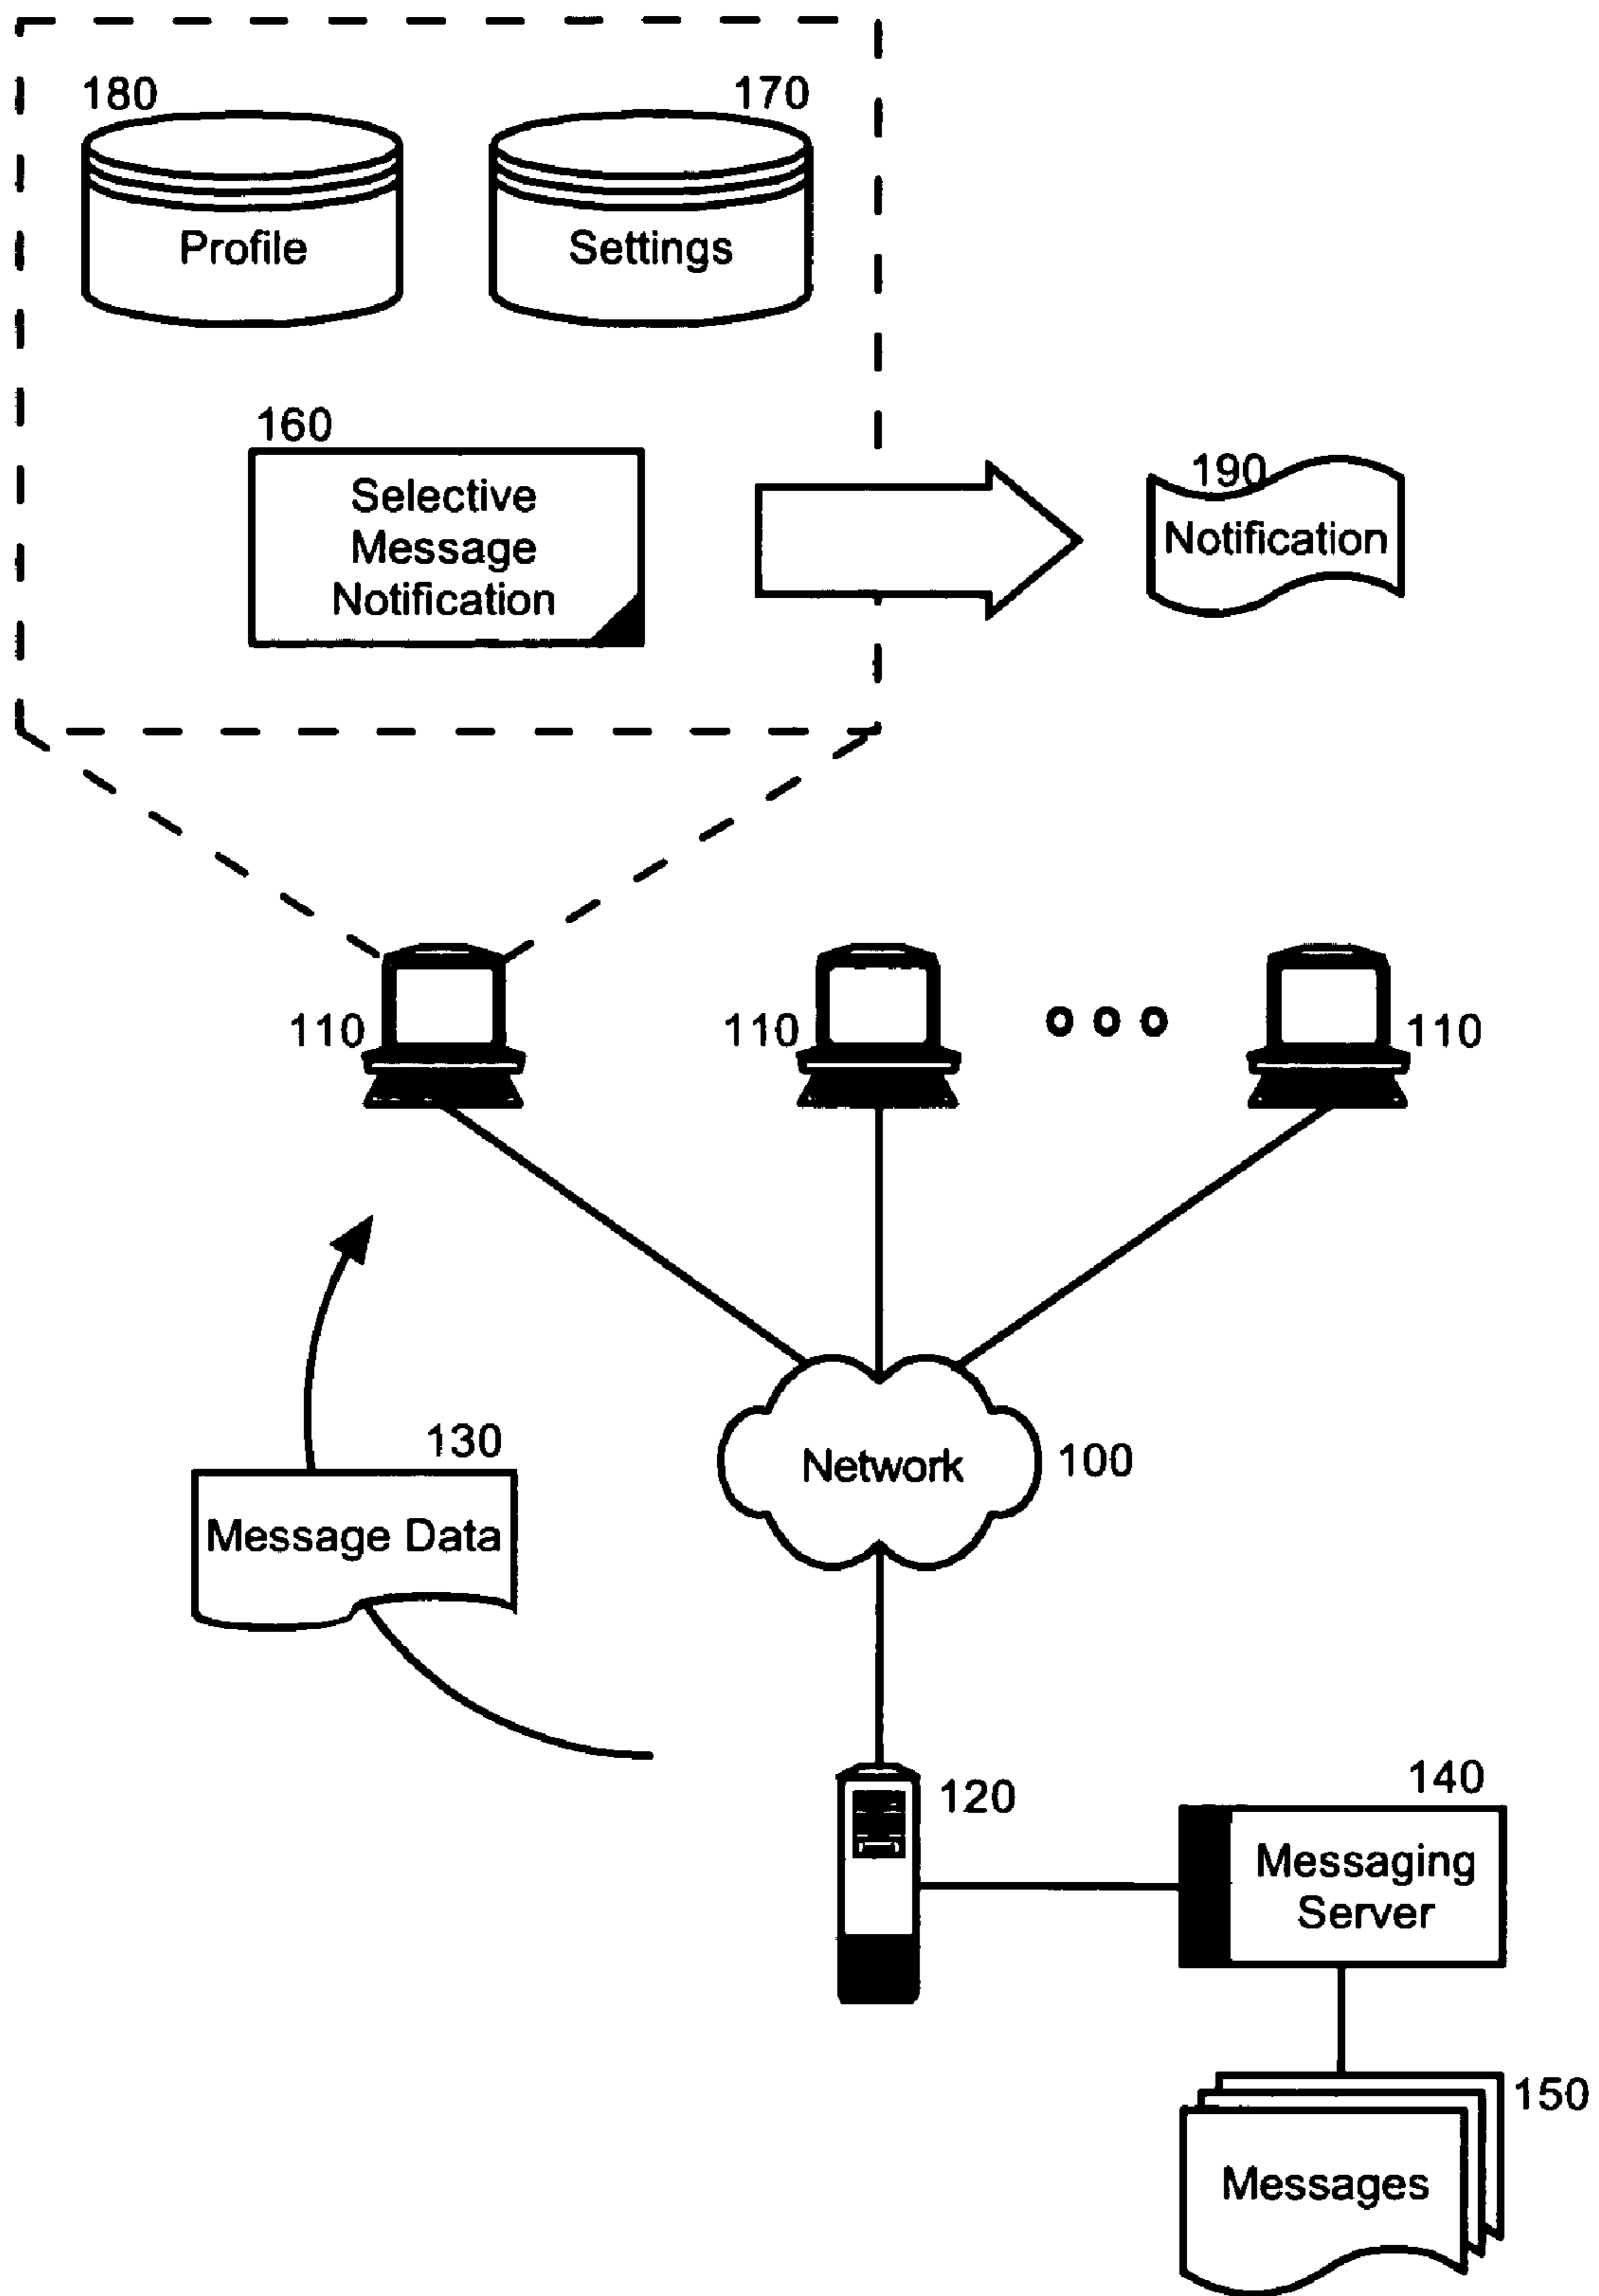 180
170
Profile
Settings
160
Selective
Message
Notification
190
Notification
110
110
110
130
Message Data
Network
100
120
140
Messaging
Server
150
Messages